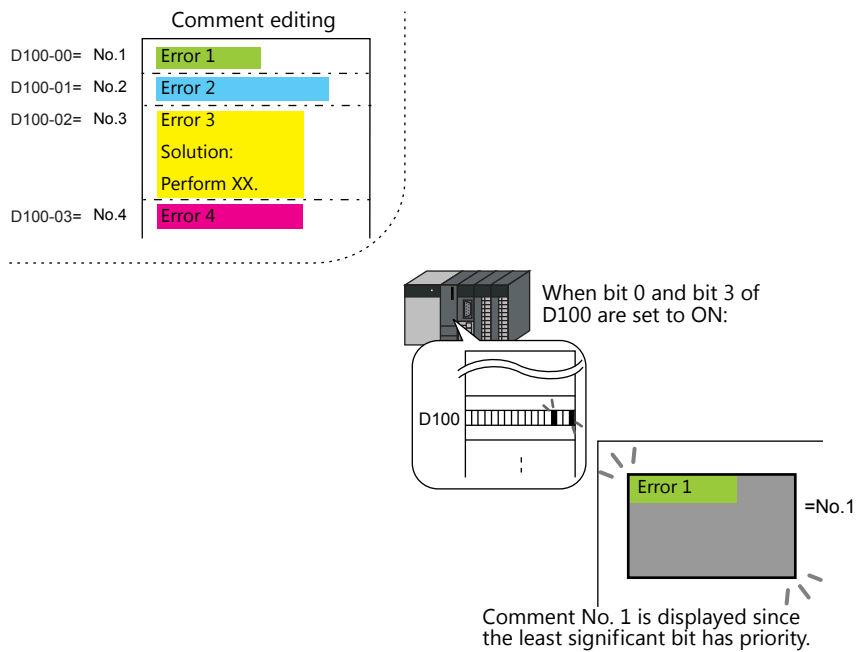 Comment editing
D100-00= No.1 Error 1
D100-01= No.2 Error 2
D100-02= No.3 Error 3
Solution:
Perform XX.
D100-03= No.4 Error 4
When bit 0 and bit 3 of
D100 are set to ON:
D100
Error 1
=No.1
Comment No. 1 is displayed since
the least significant bit has priority.